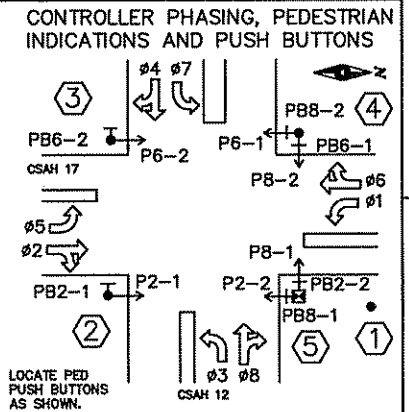 CONTROLLER PHASING, PEDESTRIAN
INDICATIONS AND PUSH BUTTONS
ø4 ø7
3
N
PB8-2
4
PB6-2
P6-2
P6-1
PB6-1
CSAH 17
P8-2
ø6
ø1
ø5
ø2
P8-1
P2-1
P2-2
PB2-2
PB2-1
PB8-1
2
5
1
LOCATE PED
PUSH BUTTONS
AS SHOWN.
ø3 ø8
CSAH 12